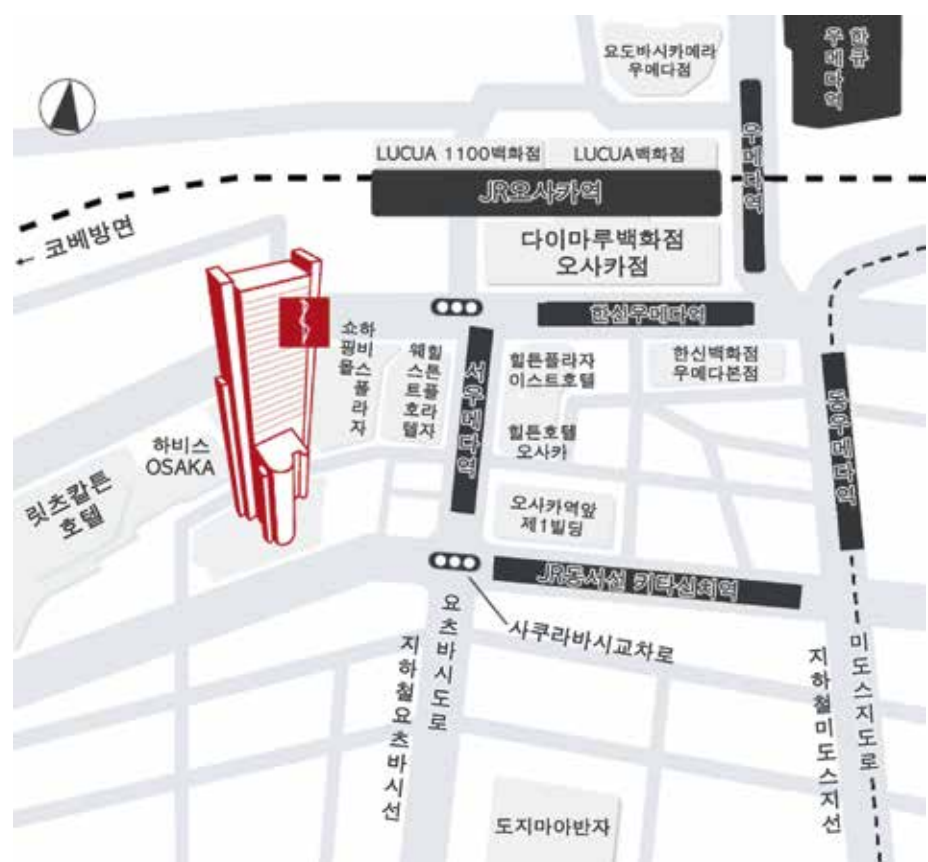 요도바시카메라
우메다점
한큐
우메다역
우메다역
LUCUA 1100백화점
LUCUA백화점
JR오사카역
← 코베방면
다이마루백화점
오사카점
한신우메다역
쇼핑몰
하비스플라자
웨스트호텔
힐튼플라자
서우메다역
힐튼플라자
이스트호텔
한신백화점
우메다본점
동우메다역
힐튼호텔
오사카
하비스
OSAKA
릿츠칼튼
호텔
오사카역앞
제1빌딩
JR동서선 키타신치역
사쿠라바시교차로
요츠바시도로
지하철요츠바시선
미도스지도로
지하철미도스지선
도지마아반자